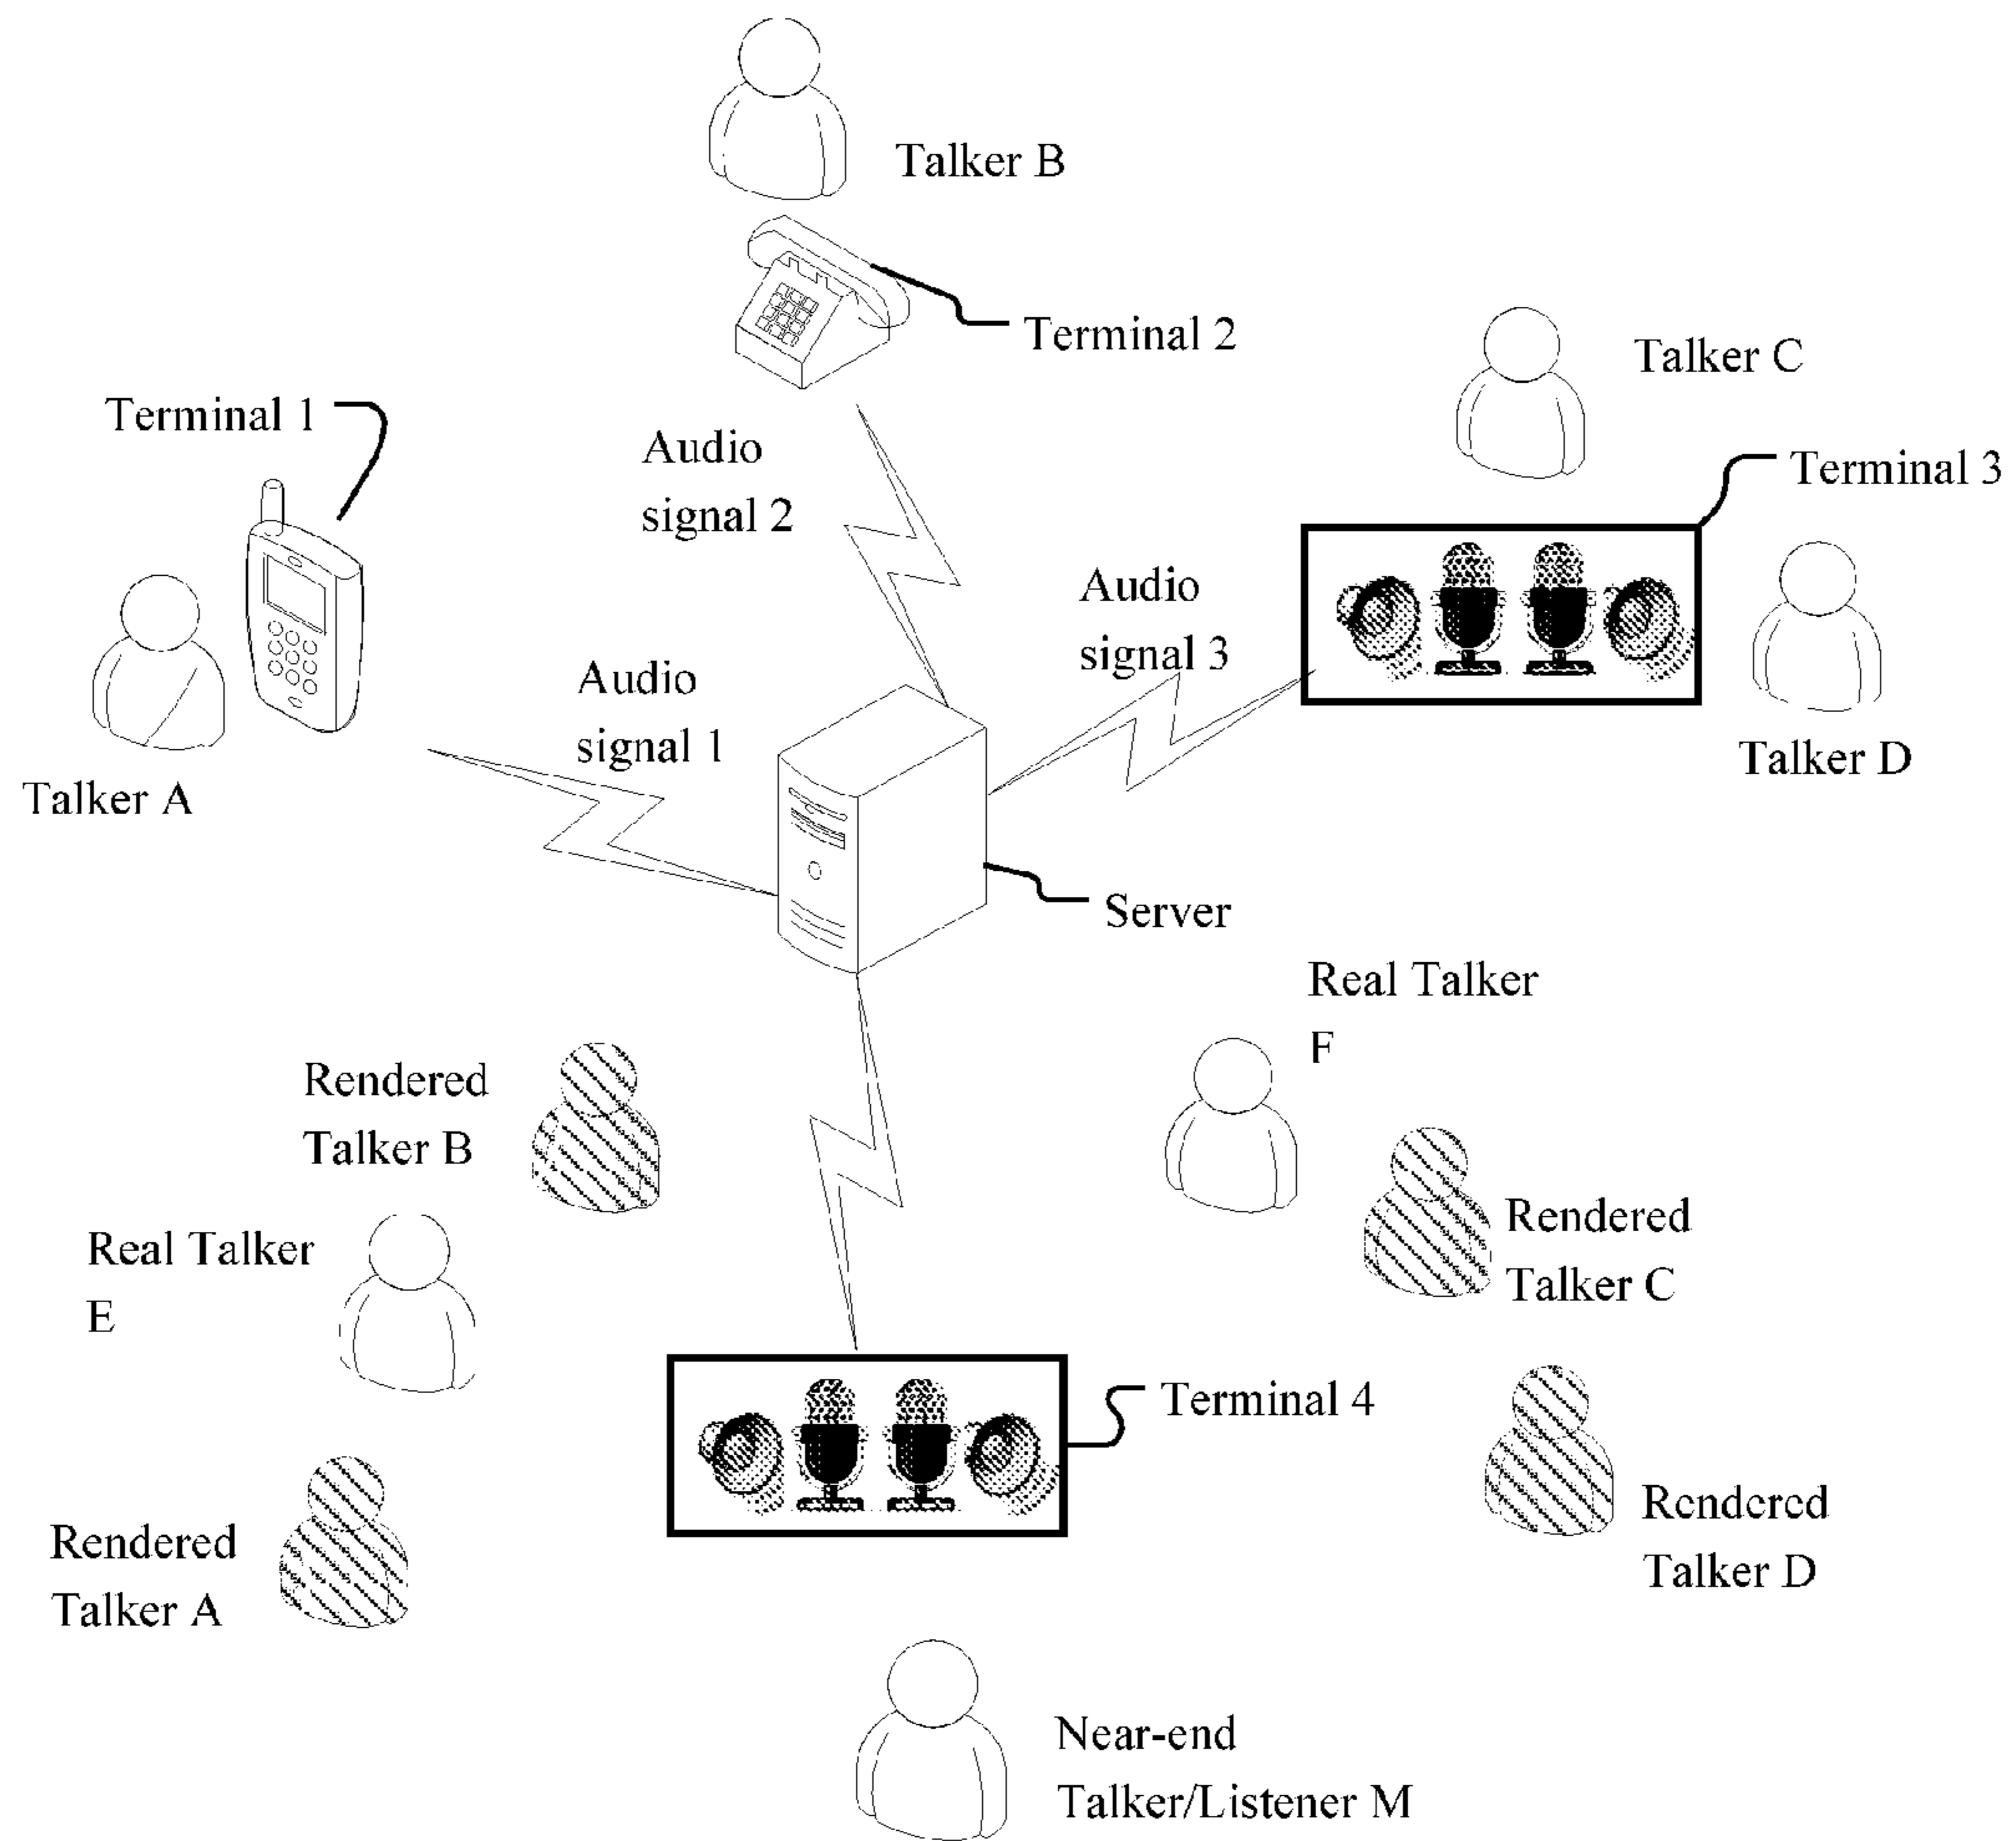 Talker B
Terminal 2
Talker C
Terminal 1
Audio
signal 2
Terminal 3
Audio
signal 3
Audio
signal 1
Talker D
Talker A
Server
Real Talker
F
Rendered
Talker B
Rendered
Talker C
Real Talker
E
Terminal 4
Rendered
Talker D
Rendered
Talker A
Near-end
Talker/Listener M